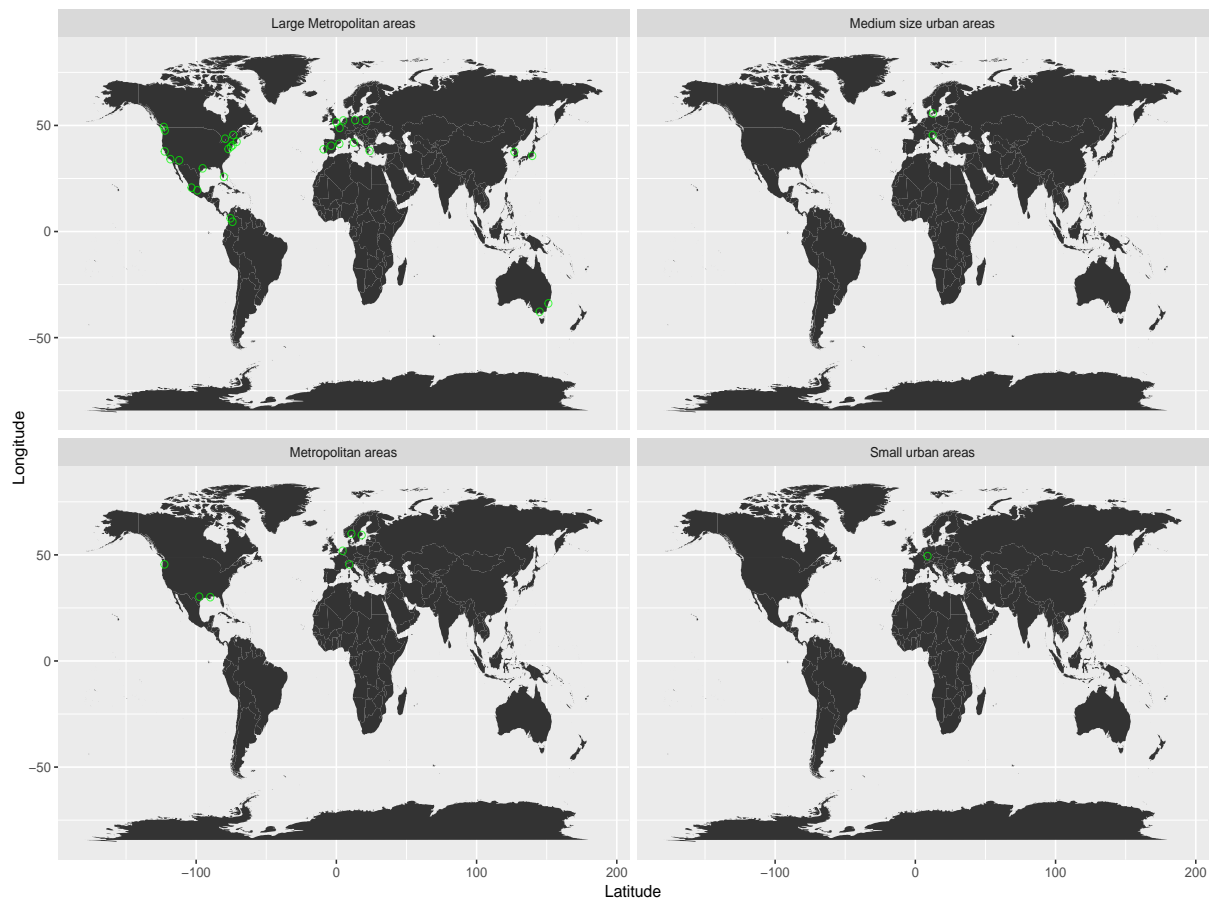 Large Metropolitan areas
Medium size urban areas
50
0
−50
Longitude
Metropolitan areas
Small urban areas
50
0
−50
−100
0
100
200
−100
0
100
200
Latitude